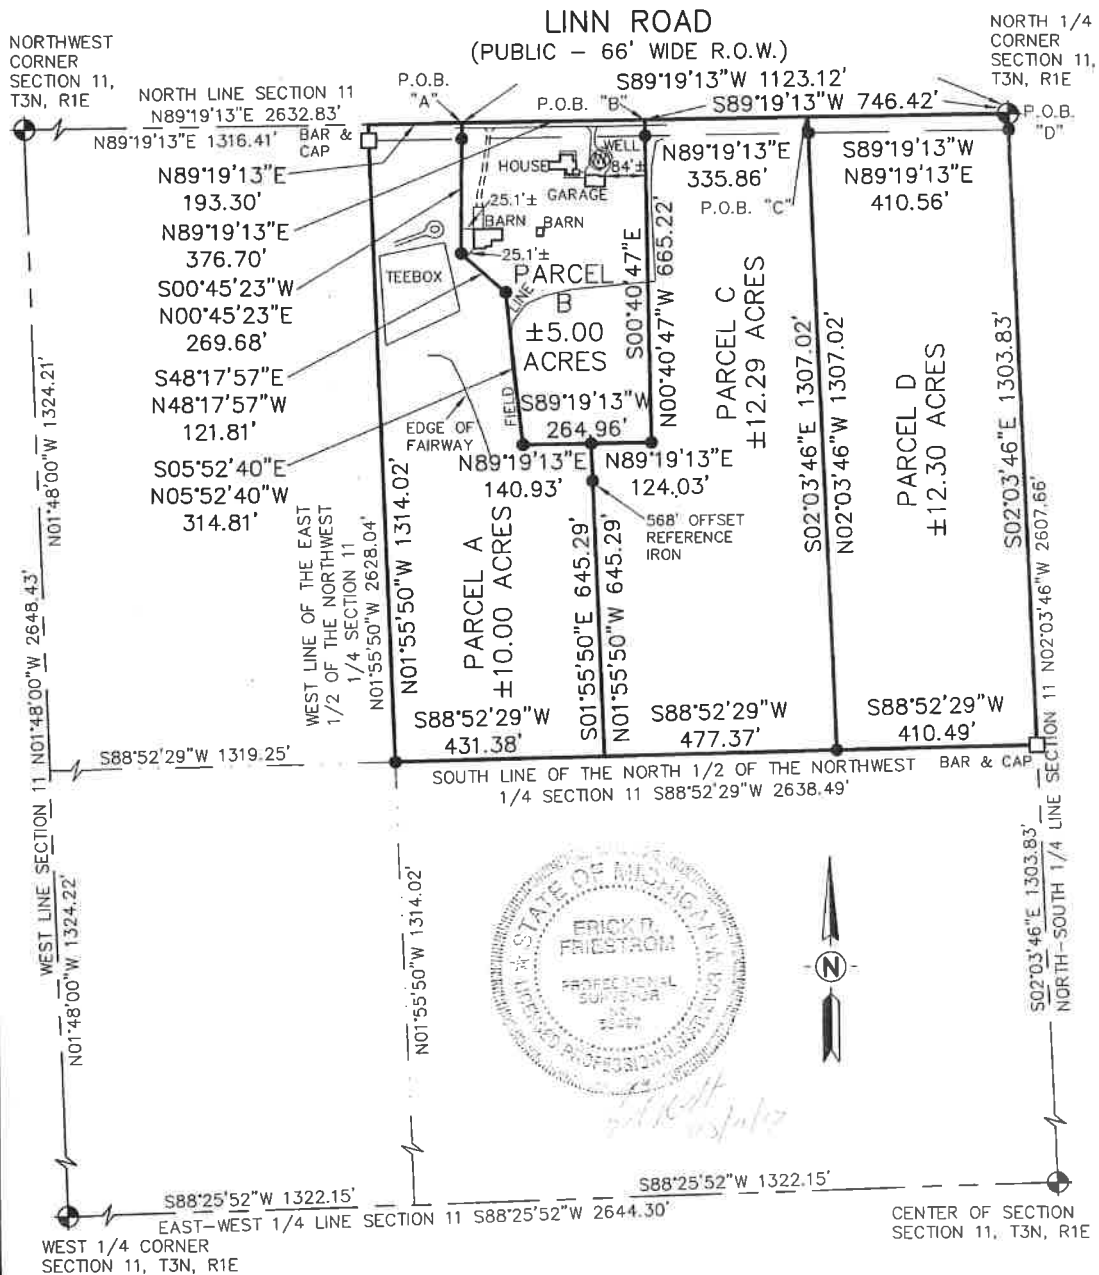 LINN ROAD
(PUBLIC - 66' WIDE R.O.W.)
NORTHWEST
CORNER
SECTION 11,
T3N, R1E
NORTH 1/4
CORNER
SECTION 11,
T3N, R1E
NORTH LINE SECTION 11
N89°19'13"E 2632.83'
N89°19'13"E 1316.41'
BAR &
CAP
P.O.B.
"A"
P.O.B. "B"
S89°19'13"W 1123.12'
S89°19'13"W 746.42'
P.O.B.
"D"
N89°19'13"E
193.30'
N89°19'13"E
376.70'
S00°45'23"W
N00°45'23"E
269.68'
S48°17'57"E
N48°17'57"W
121.81'
S05°52'40"E
N05°52'40"W
314.81'
HOUSE
WELL
W
84'±
GARAGE
25.1'±
BARN
BARN
25.1'±
TEEBOX
N89°19'13"E
335.86'
P.O.B. "C"
S89°19'13"W
N89°19'13"E
410.56'
PARCEL
B
±5.00
ACRES
FIELD
LINE
EDGE OF
FAIRWAY
S89°19'13"W
264.96'
N89°19'13"E
140.93'
N89°19'13"E
124.03'
568' OFFSET
REFERENCE
IRON
S00°40'47"E
N00°40'47"W 665.22'
PARCEL C
±12.29 ACRES
S02°03'46"E 1307.02'
N02°03'46"W 1307.02'
PARCEL D
±12.30 ACRES
S02°03'46"E 1303.83'
N01°48'00"W 1324.21'
WEST LINE SECTION 11 N01°48'00"W 2648.43'
N01°48'00"W 1324.22'
WEST LINE OF THE EAST
1/2 OF THE NORTHWEST
1/4 SECTION 11
N01°55'50"W 2628.04'
N01°55'50"W 1314.02'
PARCEL A
±10.00 ACRES
S01°55'50"E 645.29'
N01°55'50"W 645.29'
S88°52'29"W
431.38'
S88°52'29"W
477.37'
S88°52'29"W
410.49'
S88°52'29"W 1319.25'
SOUTH LINE OF THE NORTH 1/2 OF THE NORTHWEST
1/4 SECTION 11 S88°52'29"W 2638.49'
BAR & CAP
NORTH-SOUTH 1/4 LINE SECTION 11 N02°03'46"W 2607.66'
S02°03'46"E 1303.83'
N01°55'50"W 1314.02'
STATE OF MICHIGAN
ERICK R.
FRIESTROM
PROFESSIONAL
SURVEYOR
LICENSED PROFESSIONAL SURVEYOR
N
S88°25'52"W 1322.15'
S88°25'52"W 1322.15'
EAST-WEST 1/4 LINE SECTION 11 S88°25'52"W 2644.30'
WEST 1/4 CORNER
SECTION 11, T3N, R1E
CENTER OF SECTION
SECTION 11, T3N, R1E